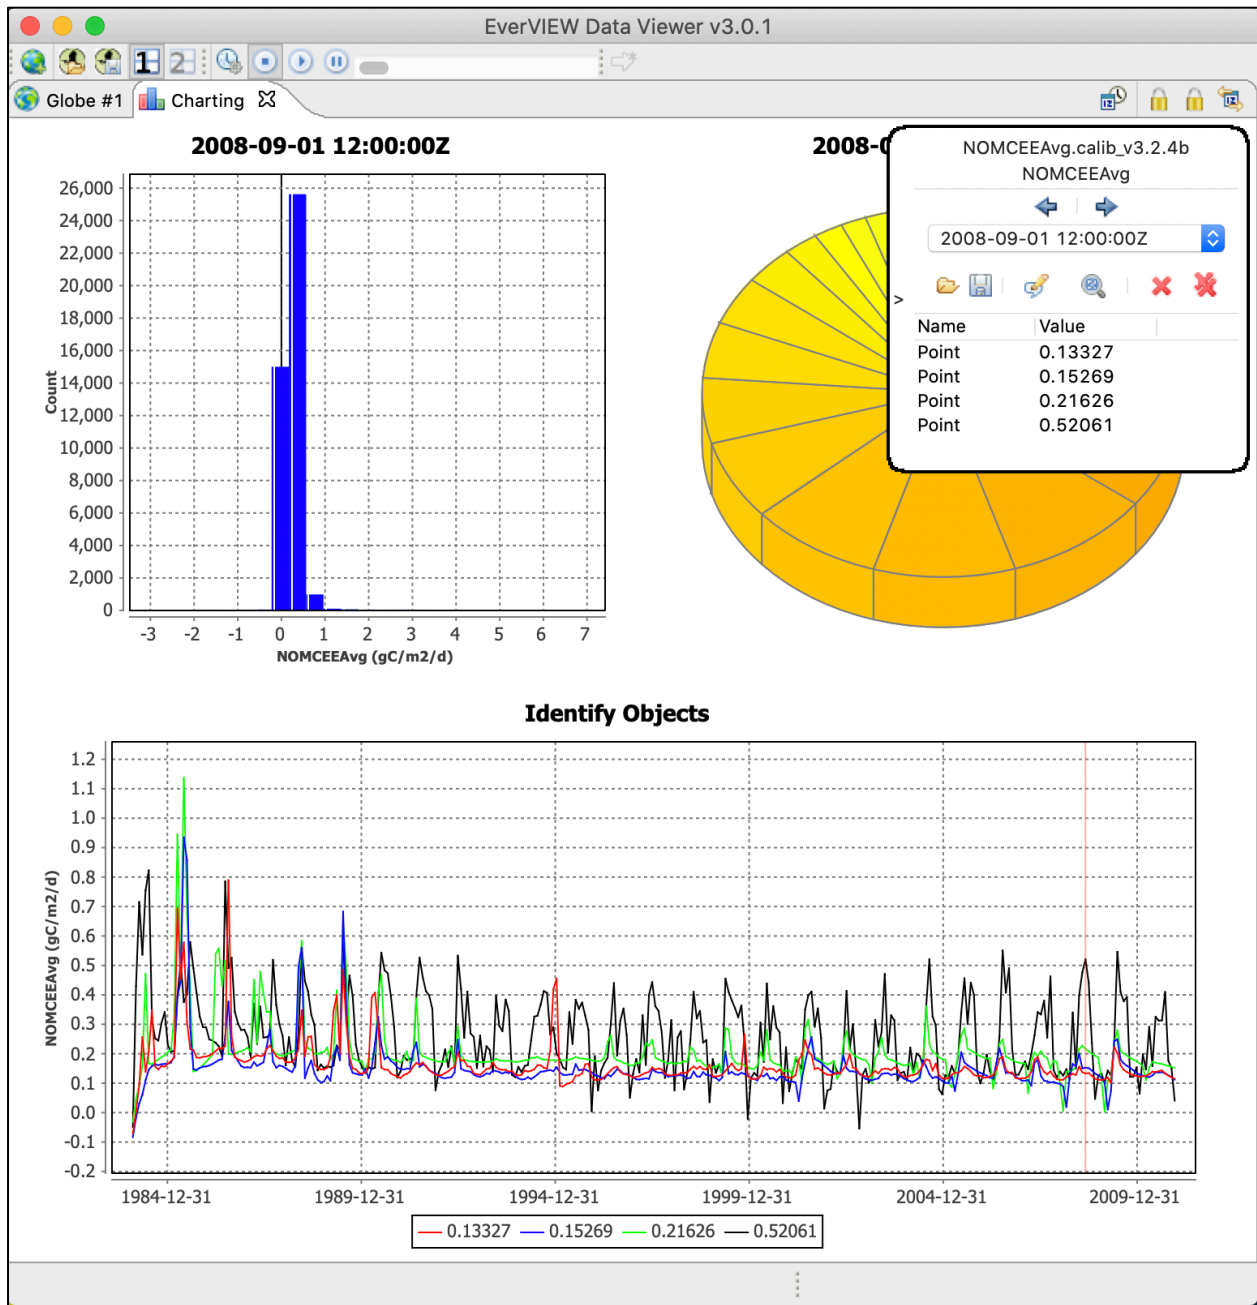 EverVIEW Data Viewer v3.0.1
1 2
Globe #1 Charting
2008-09-01 12:00:00Z
26,000
24,000
22,000
20,000
18,000
16,000
14,000
12,000
10,000
8,000
6,000
4,000
2,000
0
Count
-3 -2 -1 0 1 2 3 4 5 6 7
NOMCEEAvg (gC/m2/d)
2008-0
NOMCEEAvg.calib_v3.2.4b
NOMCEEAvg
2008-09-01 12:00:00Z
>
Name Value
Point 0.13327
Point 0.15269
Point 0.21626
Point 0.52061
Identify Objects
1.2
1.1
1.0
0.9
0.8
0.7
0.6
0.5
0.4
0.3
0.2
0.1
0.0
-0.1
-0.2
NOMCEEAvg (gC/m2/d)
1984-12-31 1989-12-31 1994-12-31 1999-12-31 2004-12-31 2009-12-31
0.13327 0.15269 0.21626 0.52061